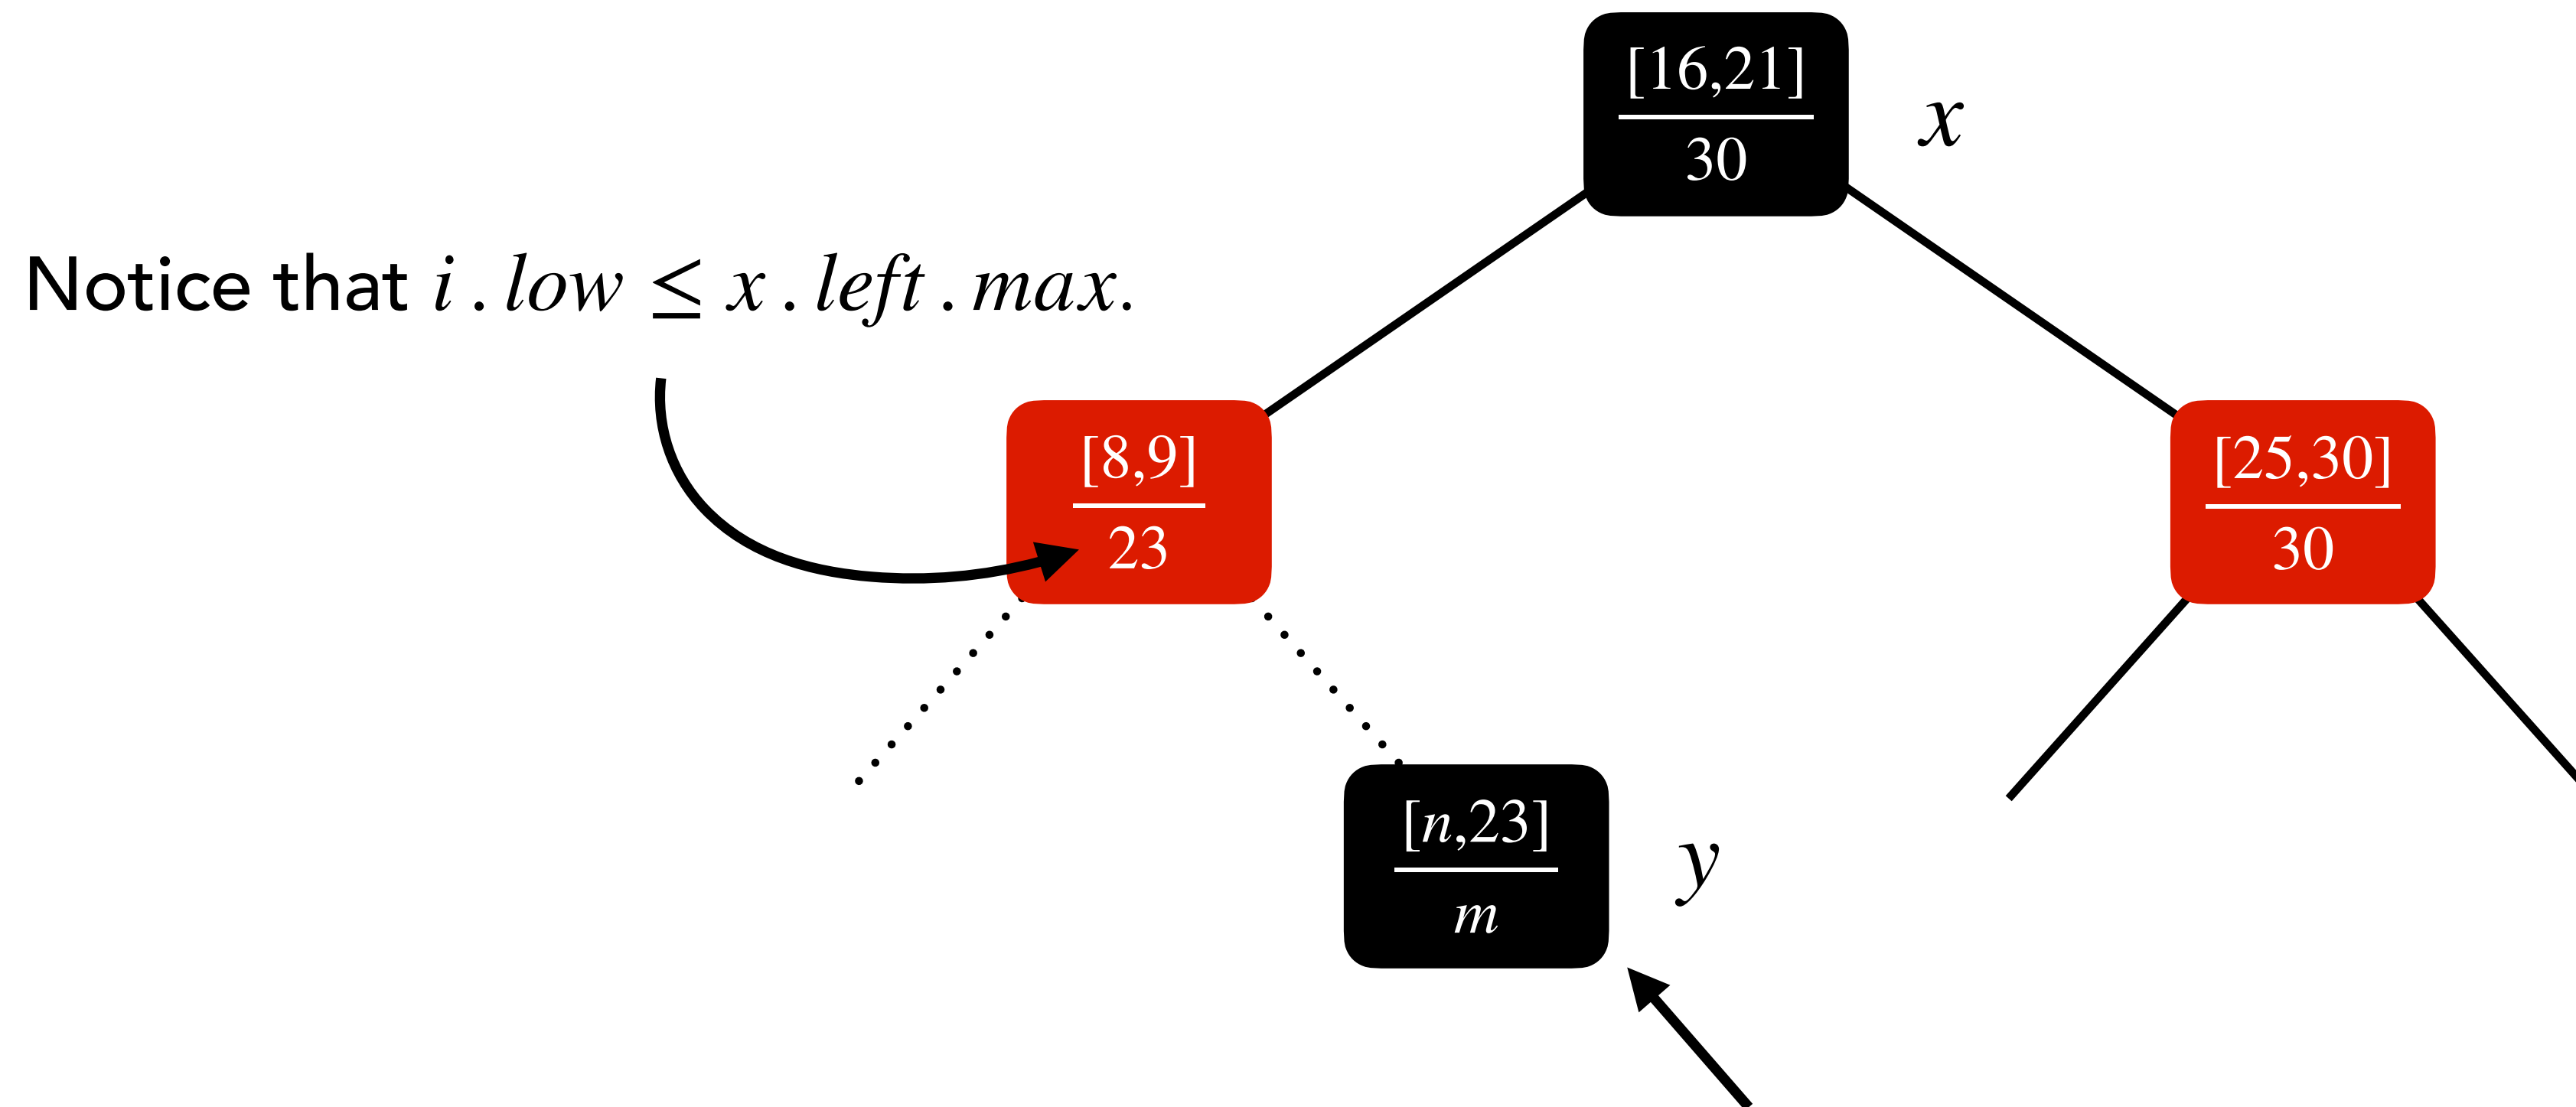 [16,21]
30
x
Notice that i . low ≤ x . left . max.
[8,9]
23
[25,30]
30
[n,23]
m
y